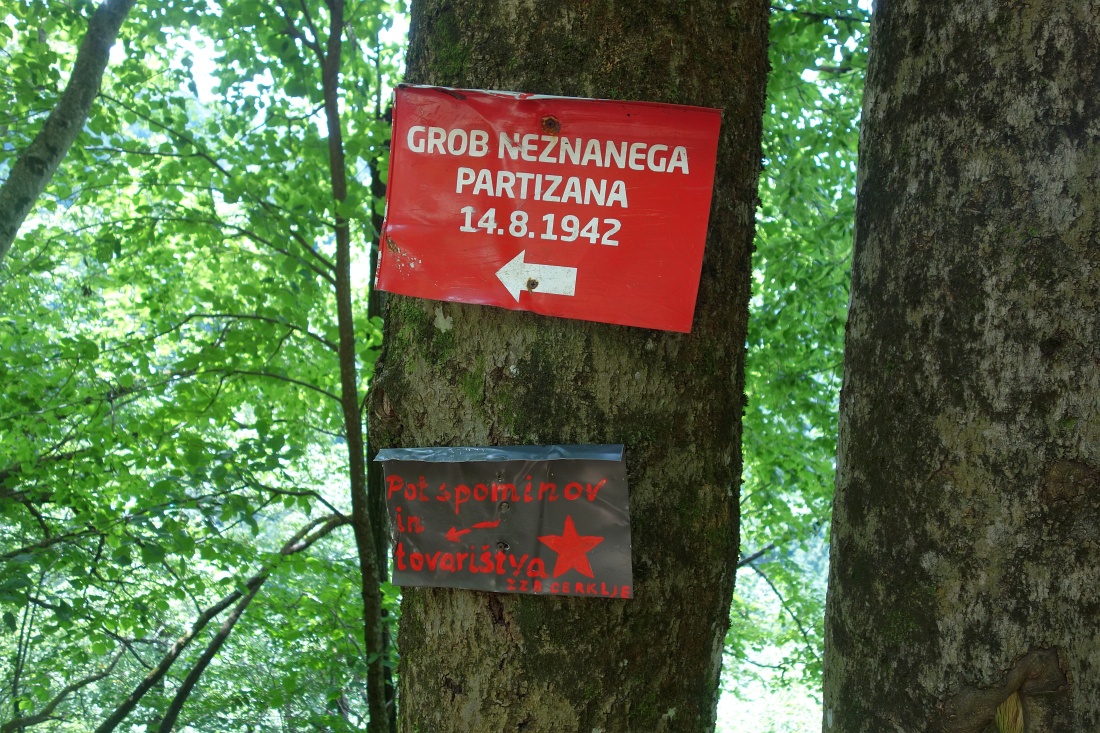 GROB NEZNANEGA
PARTIZANA
14.8.1942
Pot spominov
in
tovarištva
ZZB CERKLJE